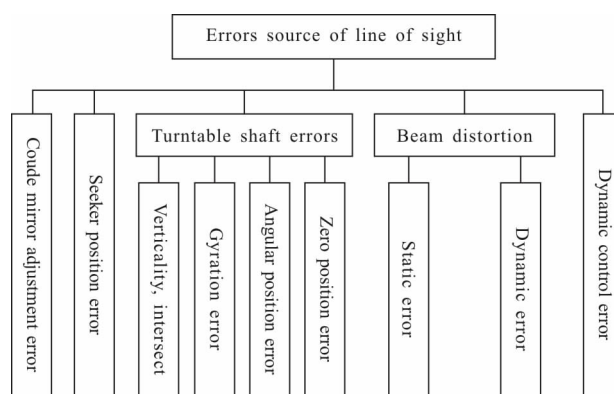 Errors source of line of sight
Coude mirror adjustment error
Seeker position error
Turntable shaft errors
Verticality, intersect
Gyration error
Angular position error
Zero position error
Beam distortion
Static error
Dynamic error
Dynamic control error